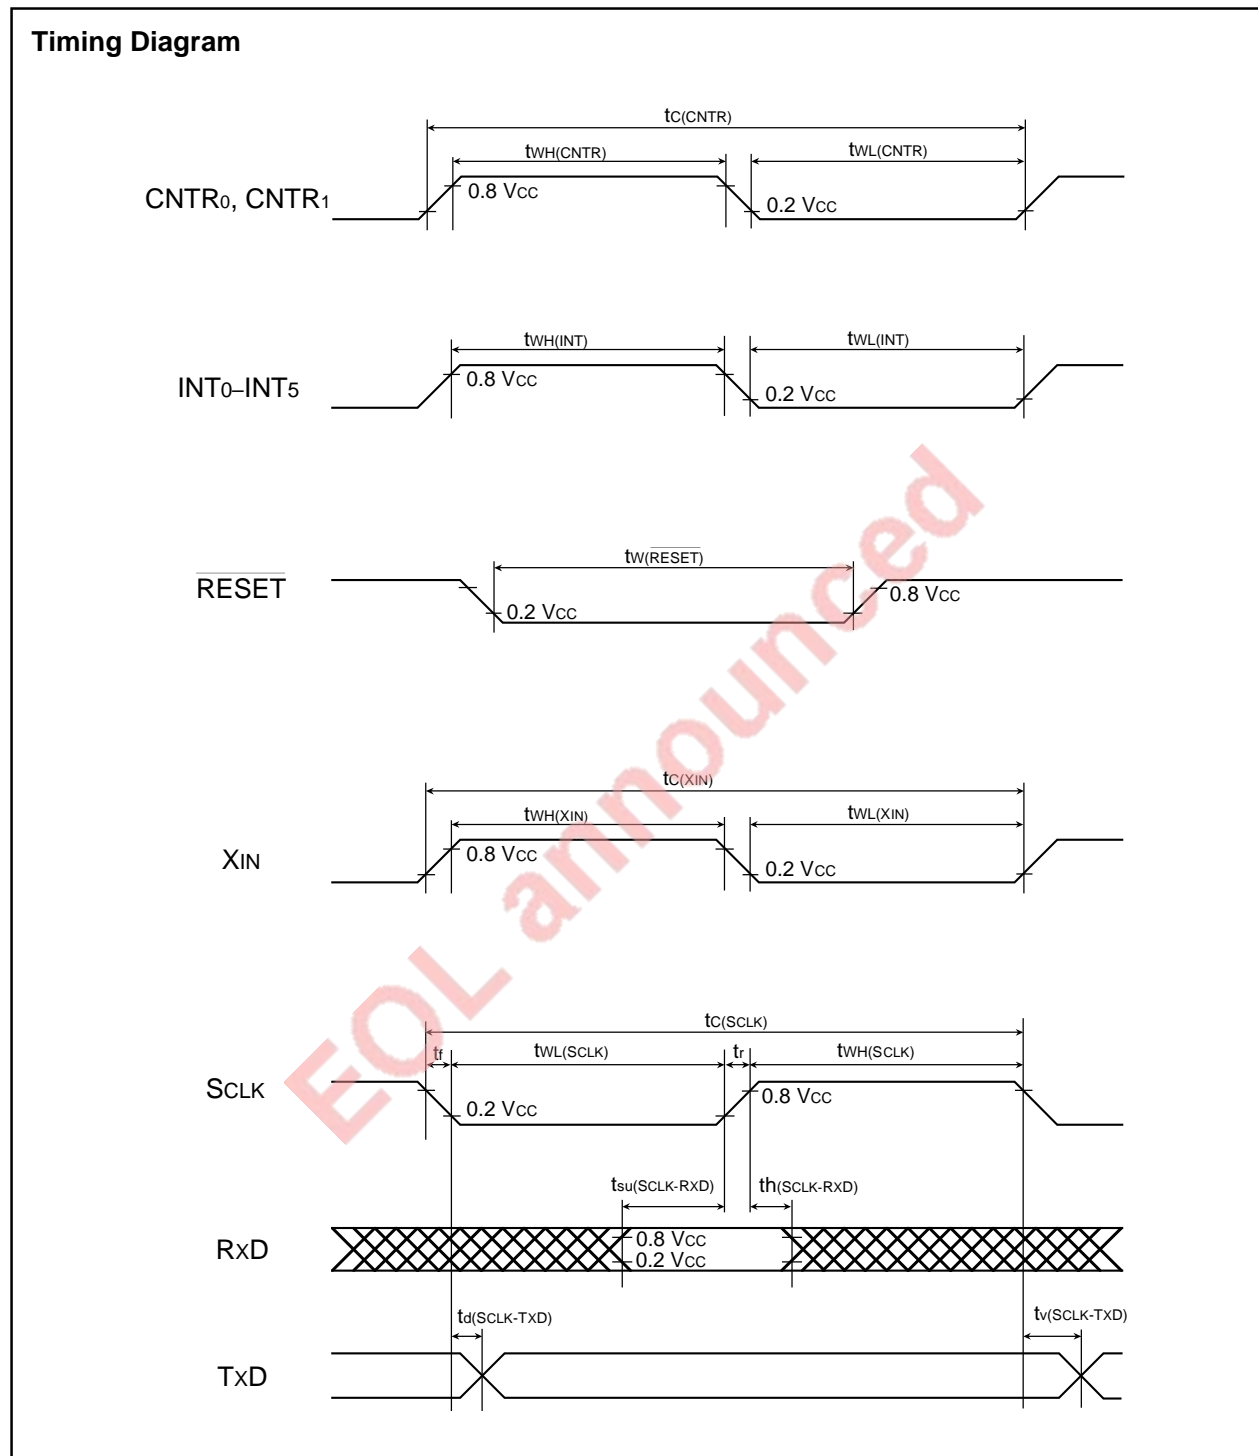 Timing Diagram
tC(CNTR)
tWH(CNTR)
tWL(CNTR)
CNTR0, CNTR1
0.8 VCC
0.2 VCC
tWH(INT)
tWL(INT)
INT0–INT5
0.8 VCC
0.2 VCC
tW(RESET)
RESET
0.2 VCC
0.8 VCC
tC(XIN)
tWH(XIN)
tWL(XIN)
XIN
0.8 VCC
0.2 VCC
tC(SCLK)
tf
tWL(SCLK)
tr
tWH(SCLK)
SCLK
0.2 VCC
0.8 VCC
tsu(SCLK-RXD)
th(SCLK-RXD)
RXD
0.8 VCC
0.2 VCC
td(SCLK-TXD)
tv(SCLK-TXD)
TXD
EOL announced